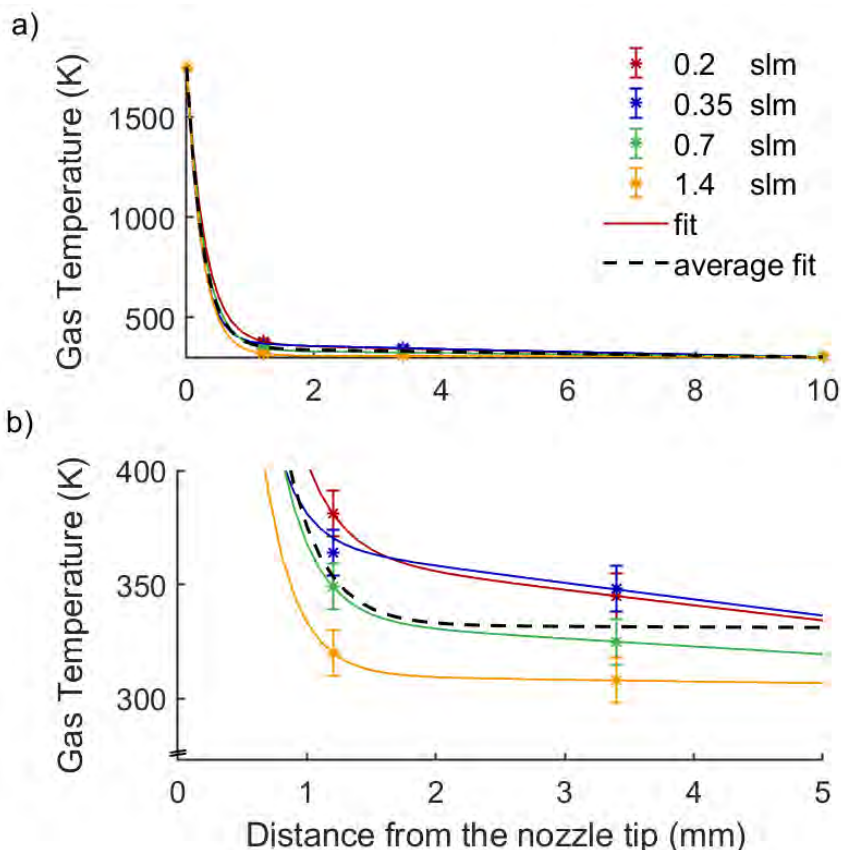 a)
Gas Temperature (K)
1500
1000
500
0 2 4 6 8 10
0.2 slm
0.35 slm
0.7 slm
1.4 slm
fit
average fit
b)
Gas Temperature (K)
400
350
300
0 1 2 3 4 5
Distance from the nozzle tip (mm)